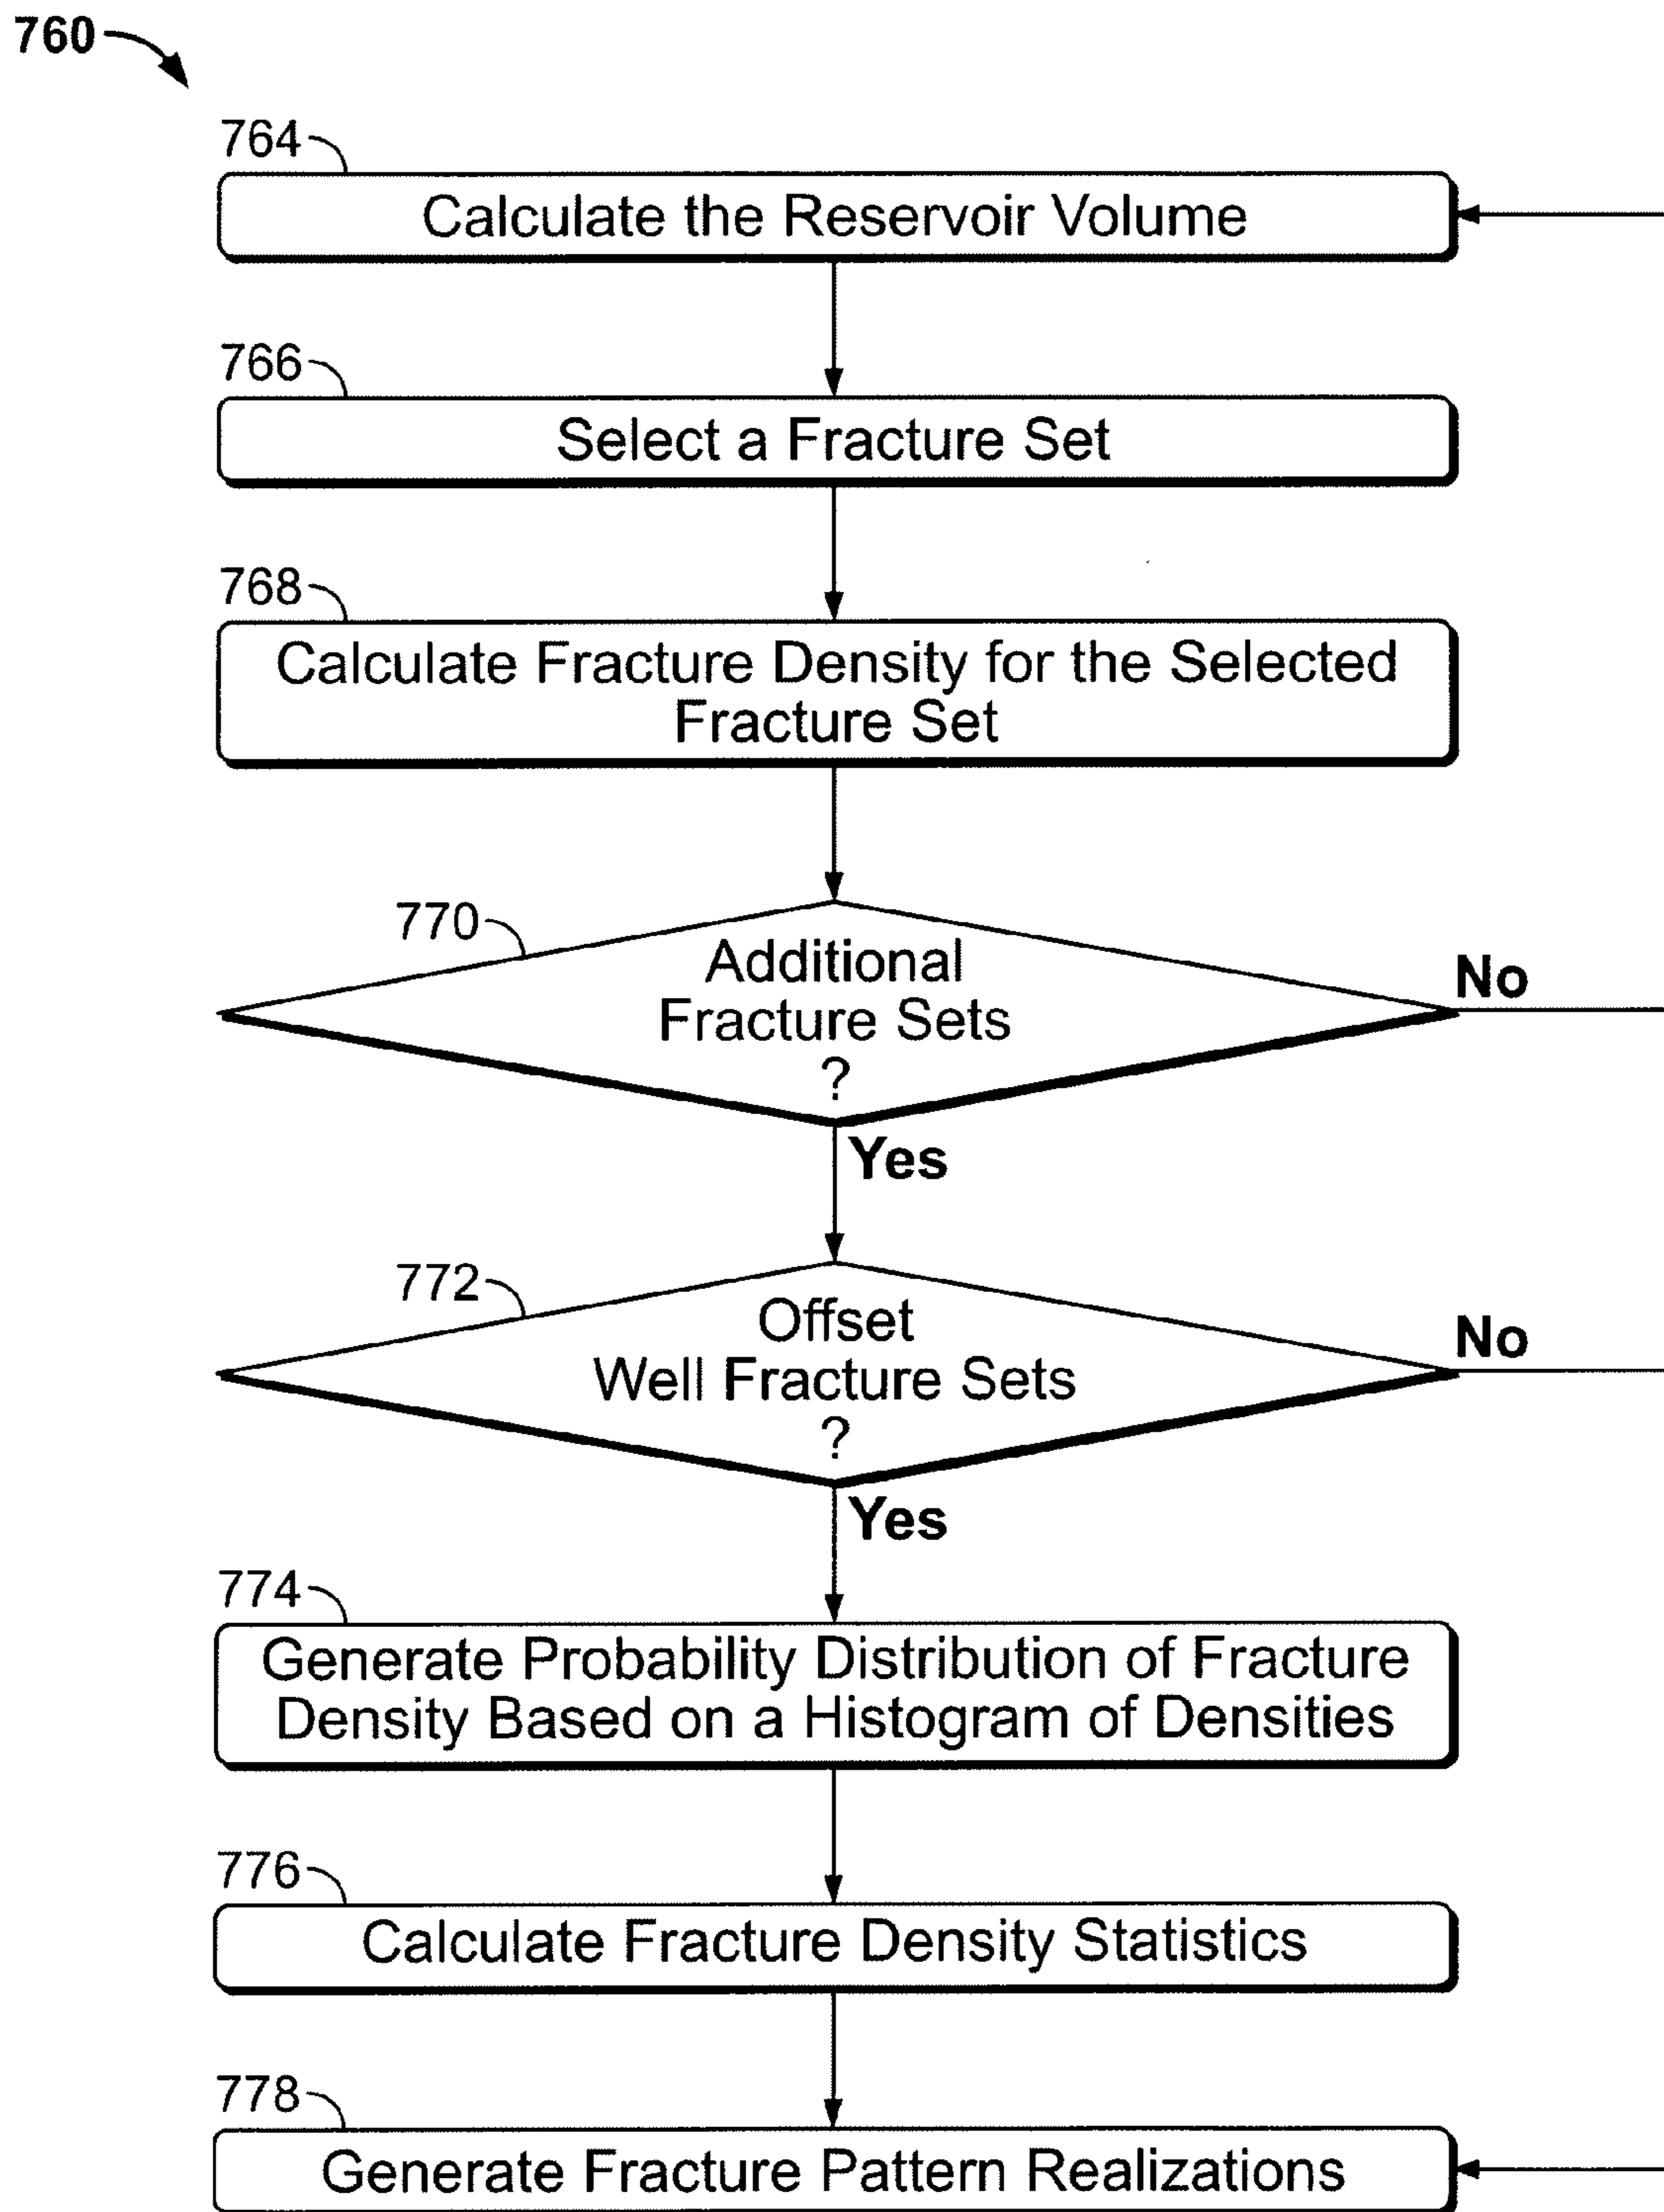 760
764
Calculate the Reservoir Volume
766
Select a Fracture Set
768
Calculate Fracture Density for the Selected
Fracture Set
770
Additional
Fracture Sets
?
No
Yes
772
Offset
Well Fracture Sets
?
No
Yes
774
Generate Probability Distribution of Fracture
Density Based on a Histogram of Densities
776
Calculate Fracture Density Statistics
778
Generate Fracture Pattern Realizations